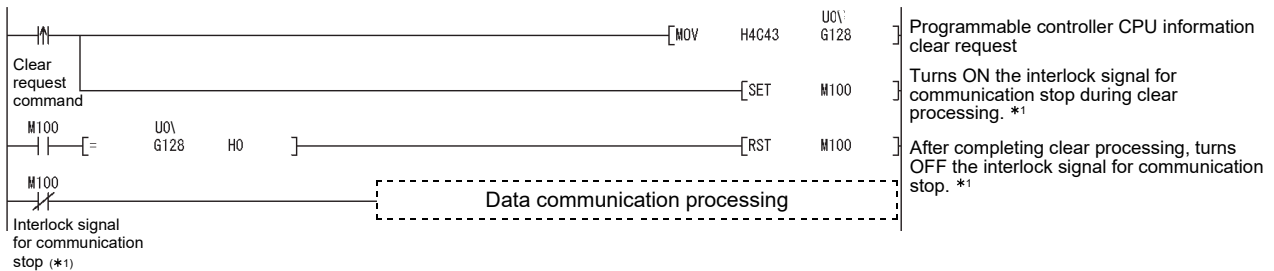 U0\
[MOV H4C43 G128 ]
Programmable controller CPU information
clear request
Clear
request
command
[SET M100 ]
Turns ON the interlock signal for
communication stop during clear
processing. *1
M100 U0\
[= G128 H0 ]
[RST M100 ]
After completing clear processing, turns
OFF the interlock signal for communication
stop. *1
M100
Data communication processing
Interlock signal
for communication
stop (*1)